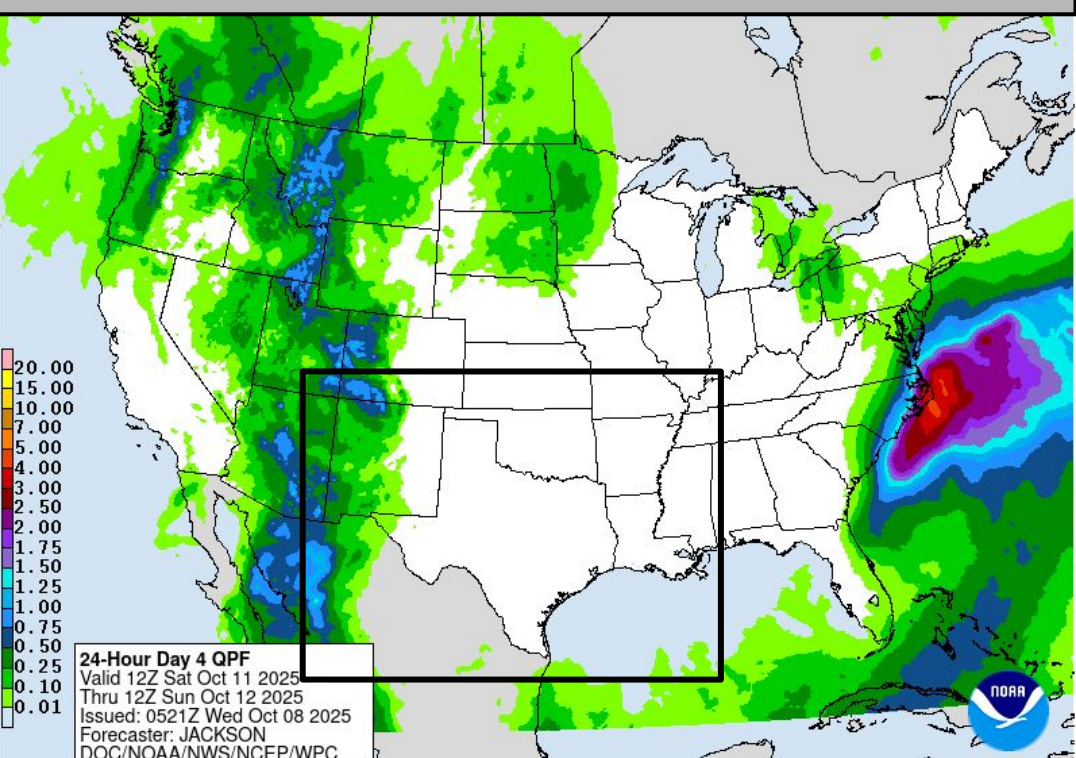 20.00
15.00
10.00
7.00
5.00
4.00
3.00
2.50
2.00
1.75
1.50
1.25
1.00
0.75
0.50
0.25
0.10
0.01
24-Hour Day 4 QPF
Valid 12Z Sat Oct 11 2025
Thru 12Z Sun Oct 12 2025
Issued: 0521Z Wed Oct 08 2025
Forecaster: JACKSON
DOC/NOAA/NWS/NCEP/WPC
NOAA